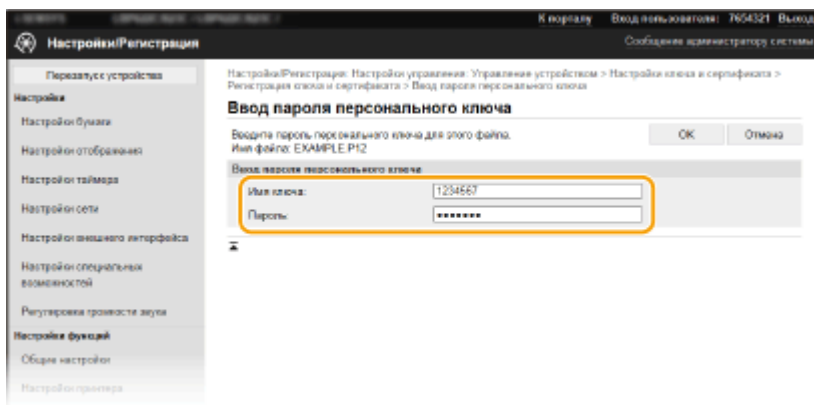 К порталу Вход пользователя: 7654321 Выход
Настройки/Регистрация Сообщение администратору системы
Перезапуск устройства
Настройки
Настройки бумаги
Настройки отображения
Настройки таймера
Настройки сети
Настройки внешнего интерфейса
Настройки специальных
возможностей
Регулировка громкости звука
Настройки функций
Общие настройки
Настройки принтера
Настройки/Регистрация: Настройки управления: Управление устройством > Настройки ключа и сертификата >
Регистрация ключа и сертификата > Ввод пароля персонального ключа
Ввод пароля персонального ключа
Введите пароль персонального ключа для этого файла.
Имя файла: EXAMPLE.P12
OK Отмена
Ввод пароля персонального ключа
Имя ключа: 1234567
Пароль: •••••••